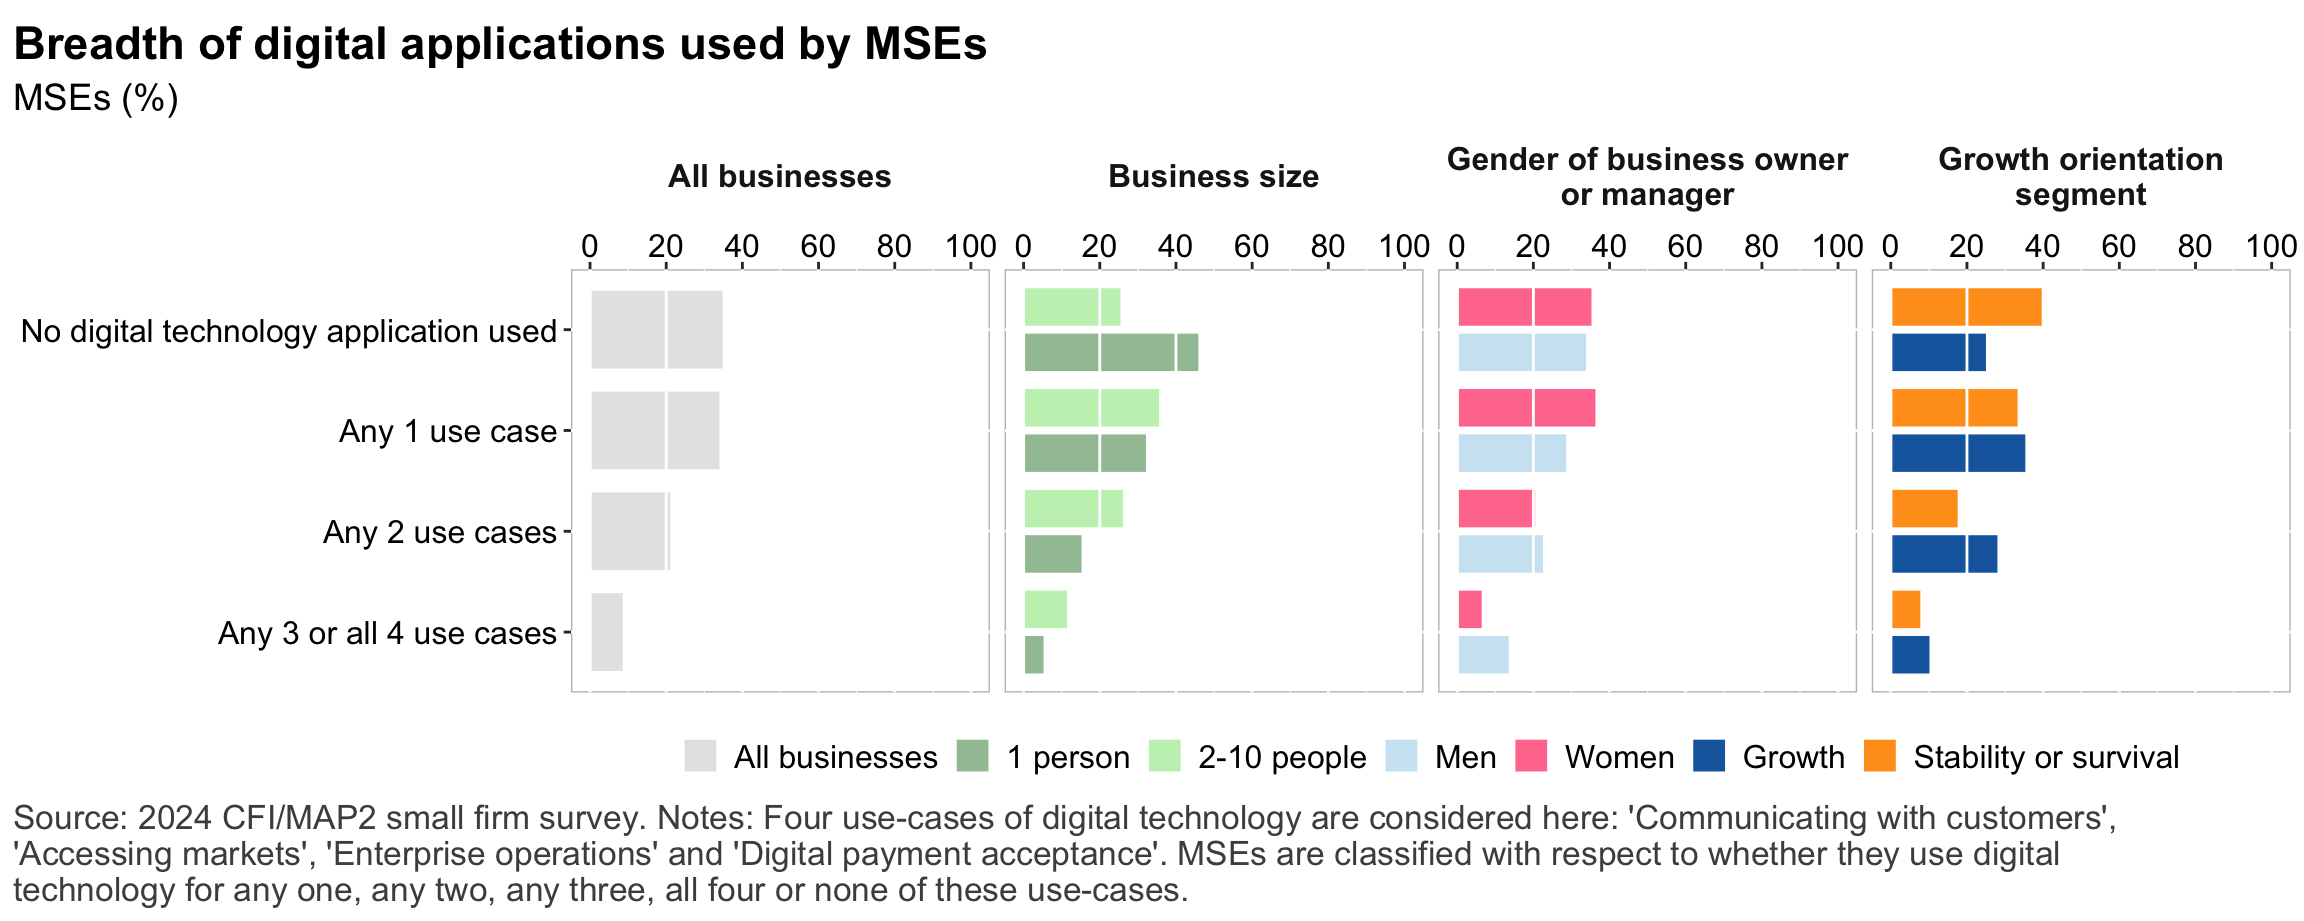 Breadth of digital applications used by MSEs
MSEs (%)
All businesses
Business size
Gender of business owner
or manager
Growth orientation
segment
0 20 40 60 80 100 0 20 40 60 80 100 0 20 40 60 80 100 0 20 40 60 80 100
No digital technology application used
Any 1 use case
Any 2 use cases
Any 3 or all 4 use cases
All businesses 1 person 2-10 people Men Women Growth Stability or survival
Source: 2024 CFI/MAP2 small firm survey. Notes: Four use-cases of digital technology are considered here: 'Communicating with customers',
'Accessing markets', 'Enterprise operations' and 'Digital payment acceptance'. MSEs are classified with respect to whether they use digital
technology for any one, any two, any three, all four or none of these use-cases.